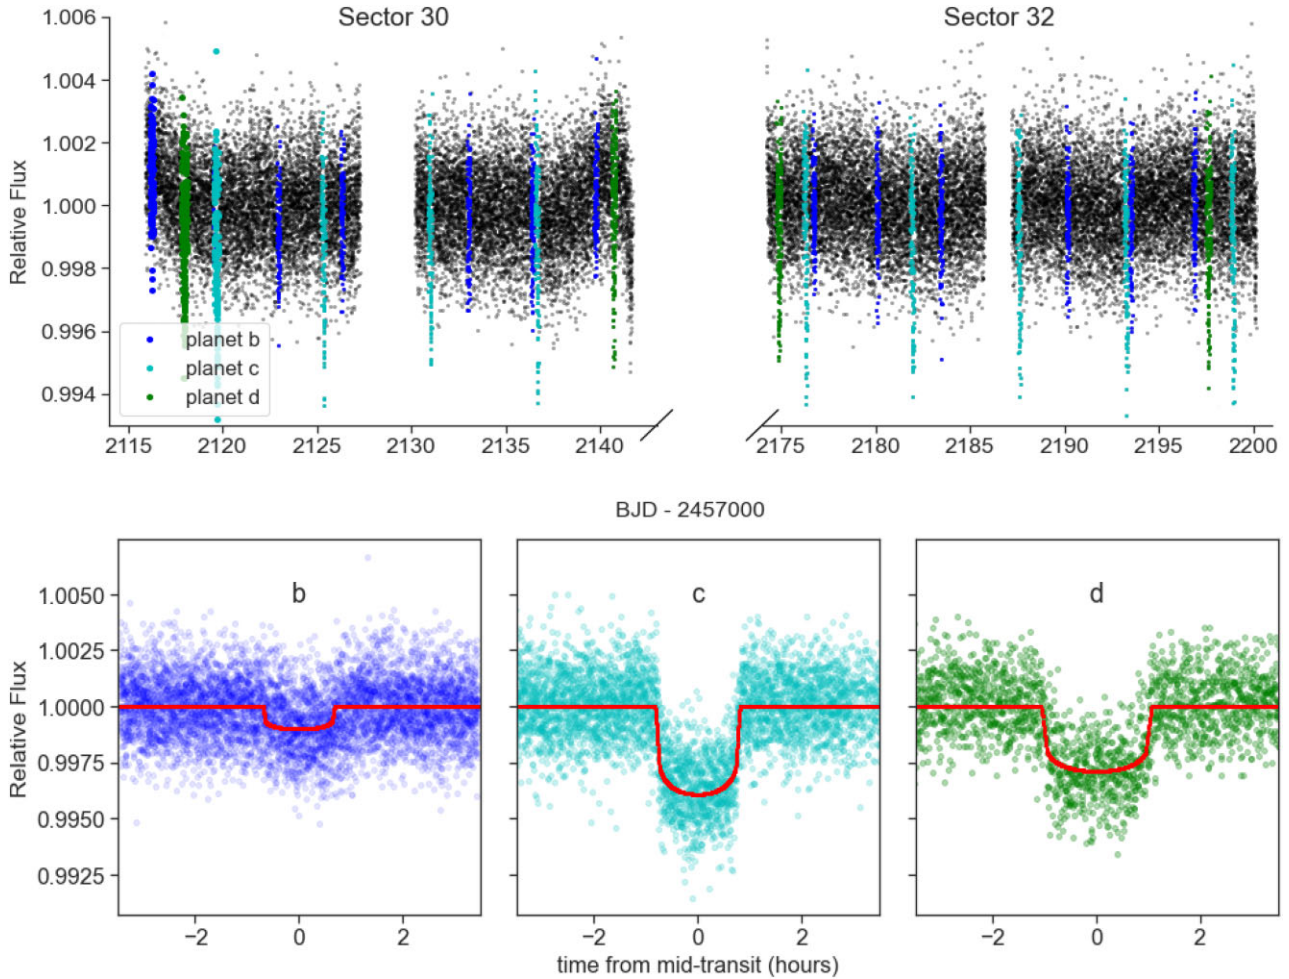 Sector 30
Sector 32
1.006
1.004
1.002
1.000
0.998
0.996
0.994
Relative Flux
planet b
planet c
planet d
2115 2120 2125 2130 2135 2140
2175 2180 2185 2190 2195 2200
BJD - 2457000
b
c
d
1.0050
1.0025
1.0000
0.9975
0.9950
0.9925
Relative Flux
−2 0 2
−2 0 2
−2 0 2
time from mid-transit (hours)